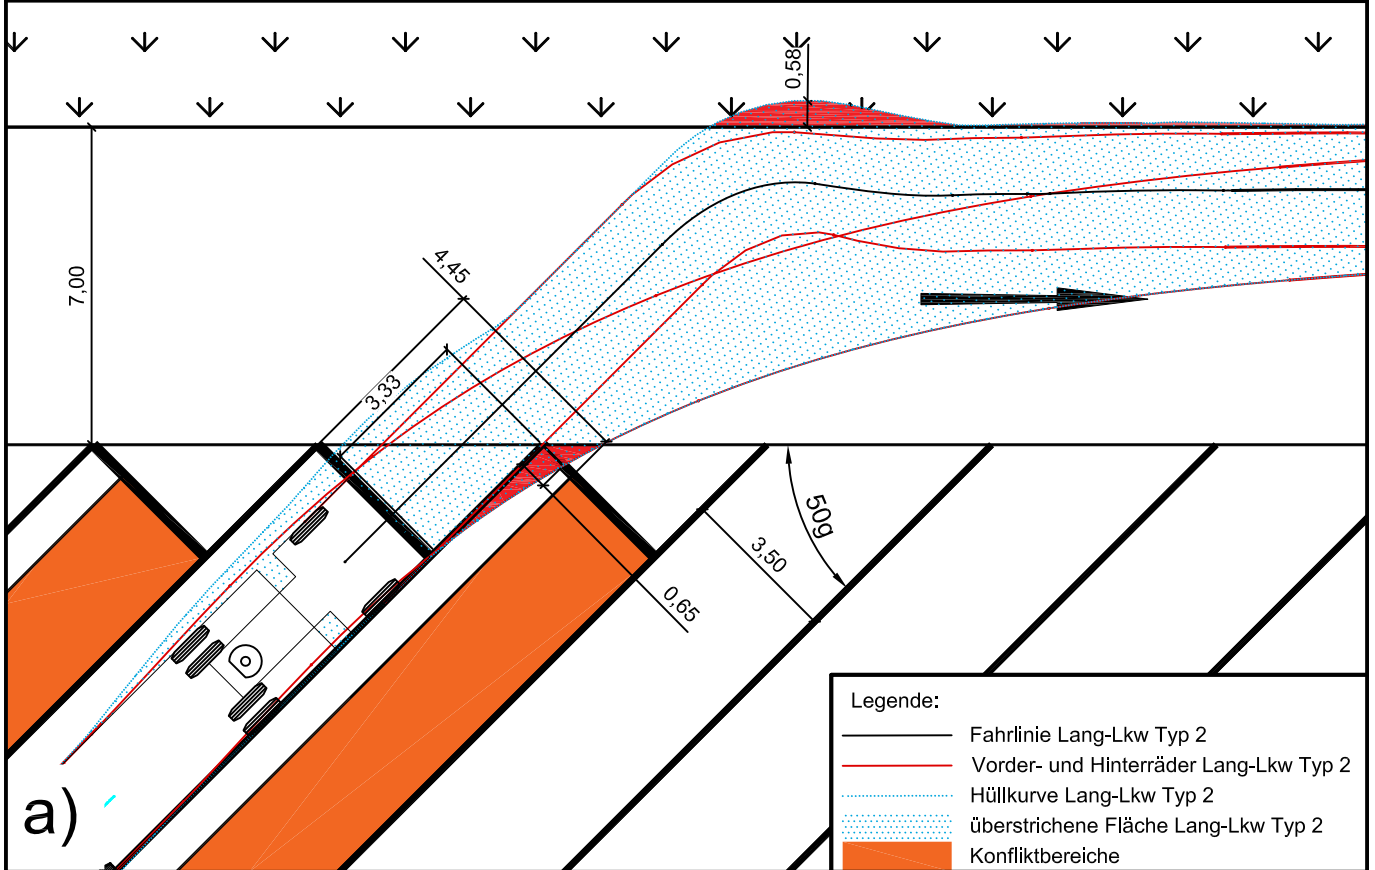 0,58
7,00
4,45
3,33
50g
3,50
0,65
a)
Legende:
Fahrlinie Lang-Lkw Typ 2
Vorder- und Hinterräder Lang-Lkw Typ 2
Hüllkurve Lang-Lkw Typ 2
überstrichene Fläche Lang-Lkw Typ 2
Konfliktbereiche